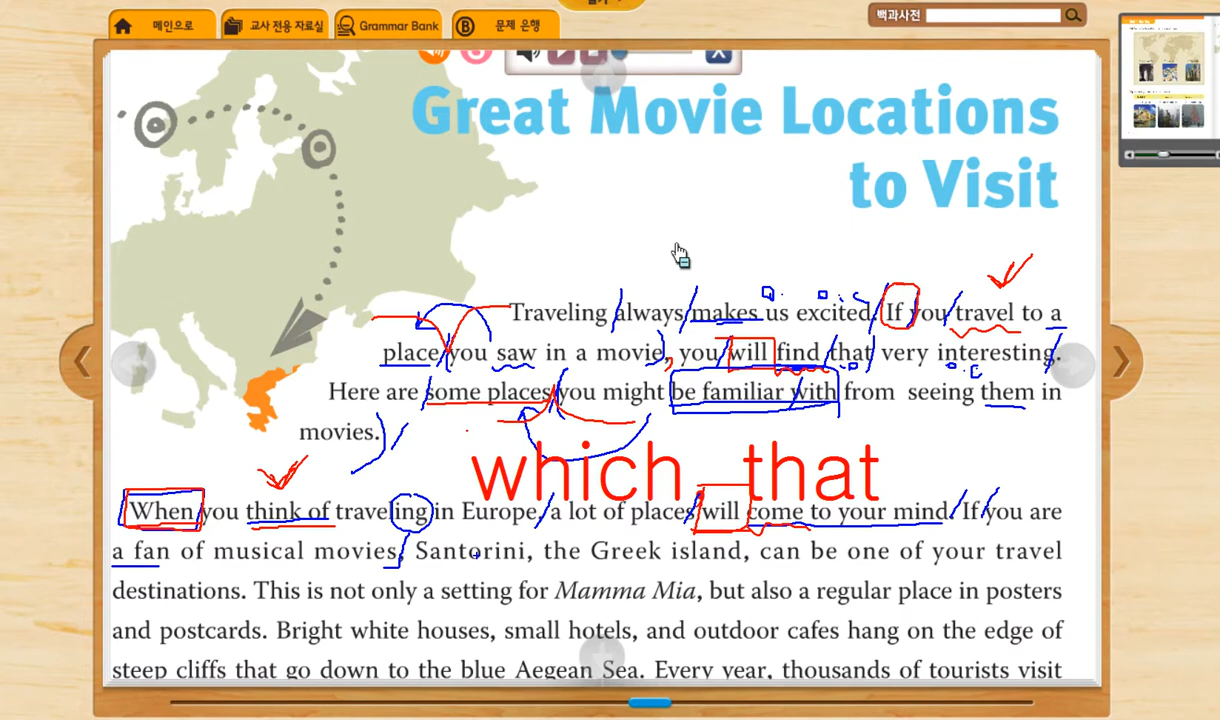 메인으로
교사 전용 자료실
Grammar Bank
B 문제 은행
백과사전
X
Great Movie Locations
to Visit
Traveling always makes us excited. If you travel to a
place you saw in a movie, you will find that very interesting.
Here are some places you might be familiar with from seeing them in
movies.
which that
When you think of traveling in Europe, a lot of places will come to your mind. If you are
a fan of musical movies, Santorini, the Greek island, can be one of your travel
destinations. This is not only a setting for Mamma Mia, but also a regular place in posters
and postcards. Bright white houses, small hotels, and outdoor cafes hang on the edge of
steep cliffs that go down to the blue Aegean Sea. Every year, thousands of tourists visit